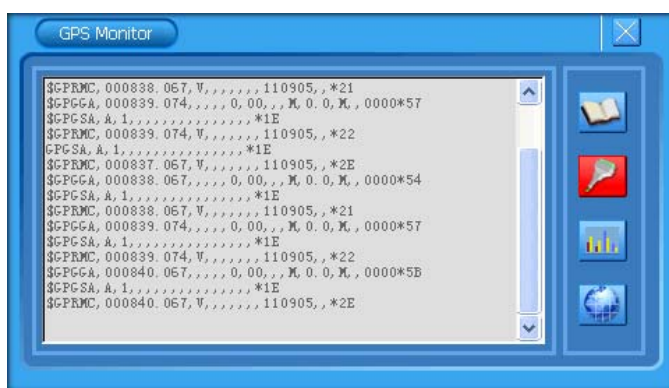 GPS Monitor
$GPRMC,000838.067,V,,,,,,,110905,,*21
$GPGGA,000839.074,,,,,0,00,,,M,0.0,M,,0000*57
$GPGSA,A,1,,,,,,,,,,,,,,,*1E
$GPRMC,000839.074,V,,,,,,,110905,,*22
GPGSA,A,1,,,,,,,,,,,,,,,*1E
$GPRMC,000837.067,V,,,,,,,110905,,*2E
$GPGGA,000838.067,,,,,0,00,,,M,0.0,M,,0000*54
$GPGSA,A,1,,,,,,,,,,,,,,,*1E
$GPRMC,000838.067,V,,,,,,,110905,,*21
$GPGGA,000839.074,,,,,0,00,,,M,0.0,M,,0000*57
$GPGSA,A,1,,,,,,,,,,,,,,,*1E
$GPRMC,000839.074,V,,,,,,,110905,,*22
$GPGGA,000840.067,,,,,0,00,,,M,0.0,M,,0000*5B
$GPGSA,A,1,,,,,,,,,,,,,,,*1E
$GPRMC,000840.067,V,,,,,,,110905,,*2E